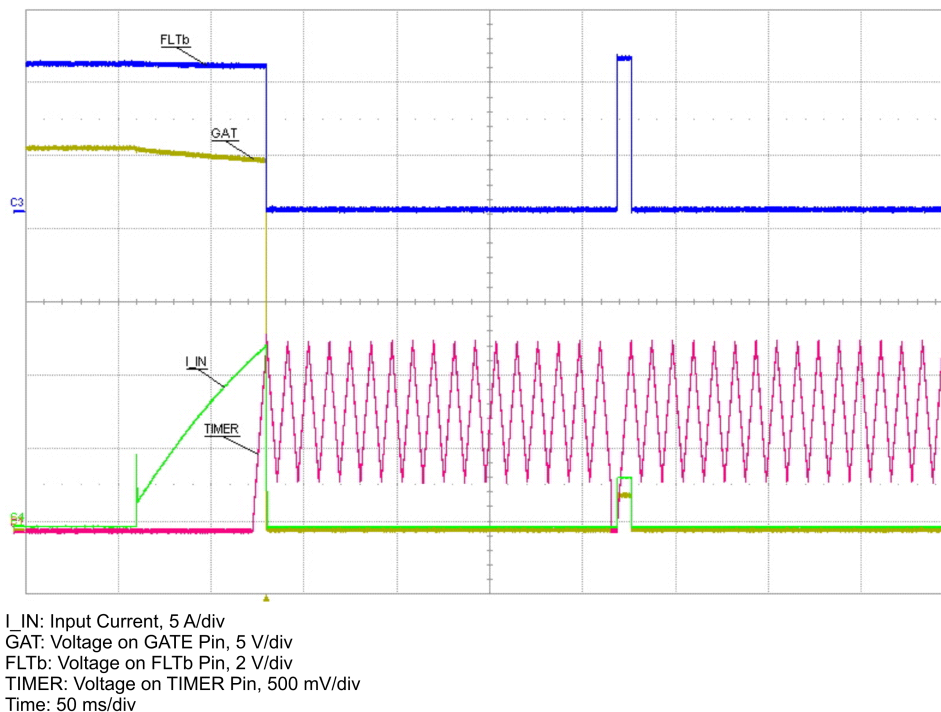 FLTb
GAT
C3
I_IN
TIMER
I_IN: Input Current, 5 A/div
GAT: Voltage on GATE Pin, 5 V/div
FLTb: Voltage on FLTb Pin, 2 V/div
TIMER: Voltage on TIMER Pin, 500 mV/div
Time: 50 ms/div